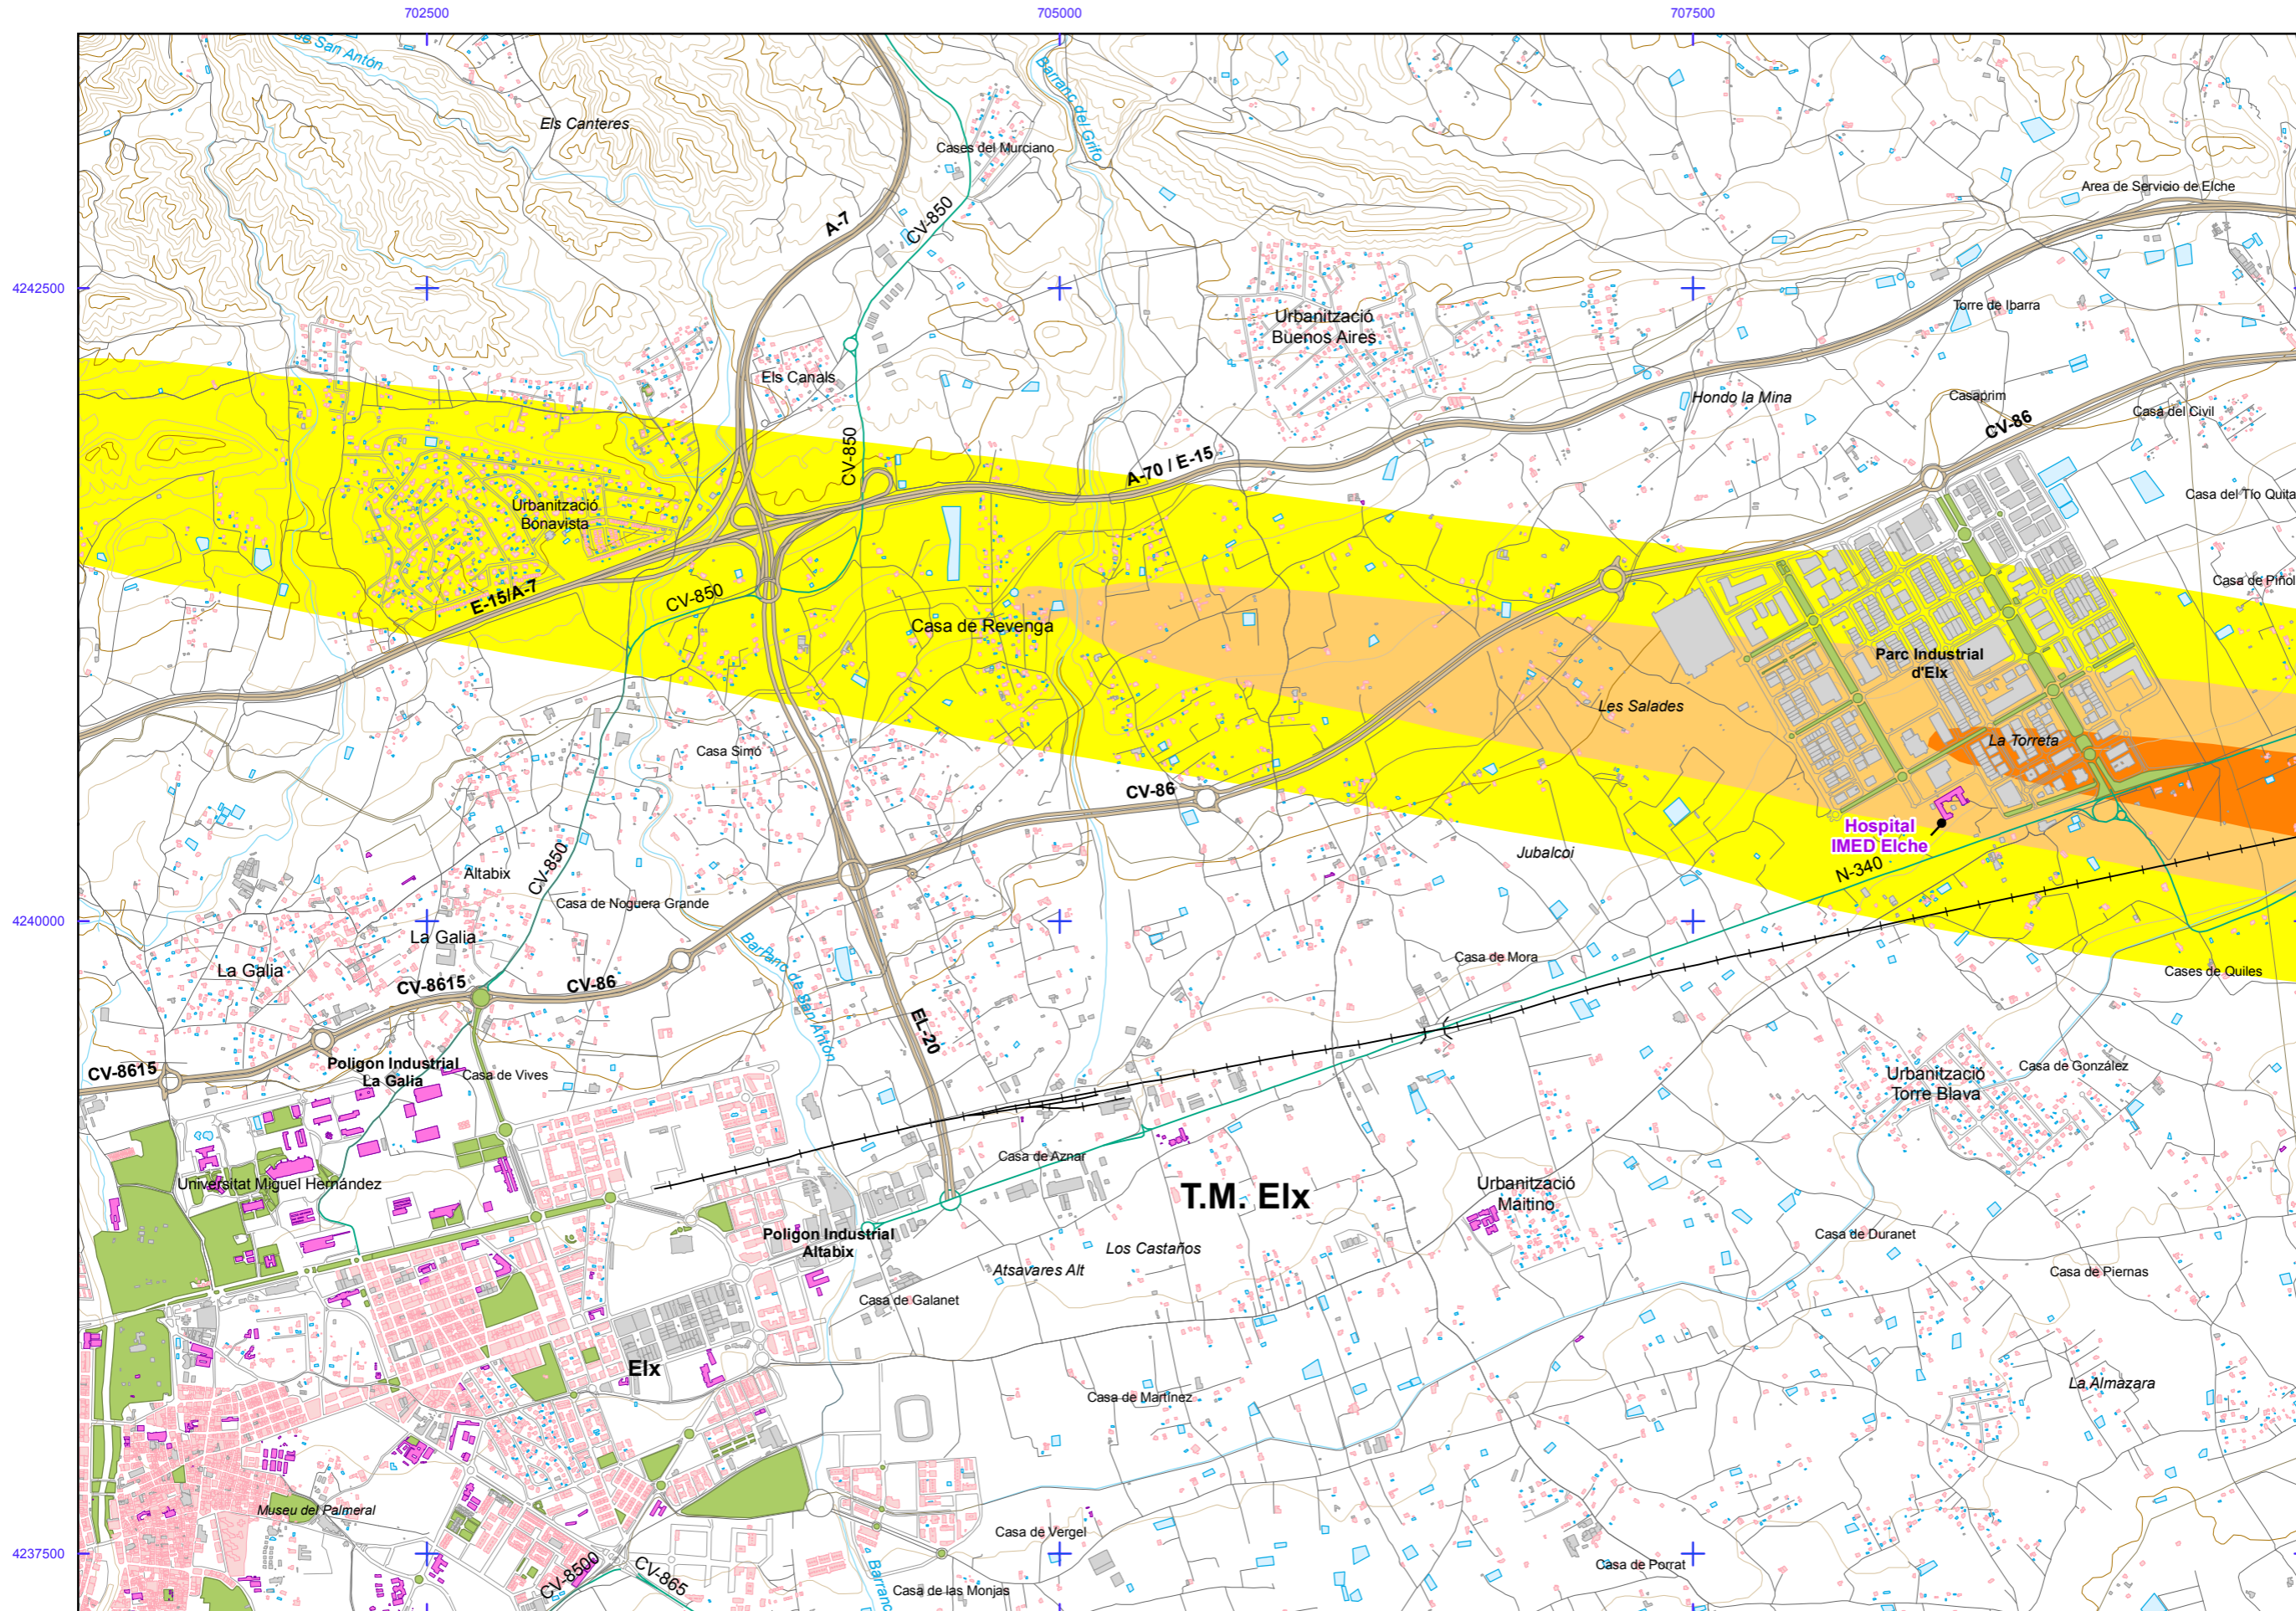 702500
705000
707500
de San Antón
Barranc del Grifo
Els Canteres
Cases del Murciano
Area de Servicio de Elche
A-7
CV-850
4242500
Torre de Ibarra
Urbanització
Buenos Aires
Els Canals
Hondo la Mina
Casaprim
Casa del Civil
CV-86
CV-850
A-70 / E-15
Casa del Tío Quita
Urbanització
Bonavista
E-15/A-7
CV-850
Casa de Piñol
Casa de Revenga
Parc Industrial
d'Elx
Les Salades
La Torreta
Casa Simó
CV-86
Hospital
IMED Elche
Jubalcoi
N-340
Altabix
CV-850
Casa de Noguera Grande
4240000
La Galia
La Galia
Barranc de San Antón
Casa de Mora
Cases de Quiles
CV-8615
CV-86
EL-20
CV-8615
Poligon Industrial
La Galia
Casa de Vives
Urbanització
Torre Blava
Casa de González
Casa de Aznar
Universitat Miguel Hernández
T.M. Elx
Urbanització
Maitino
Poligon Industrial
Altabix
Los Castaños
Casa de Duranet
Atsavares Alt
Casa de Piernas
Casa de Galanet
Elx
Casa de Martínez
La Almazara
Museu del Palmeral
Casa de Vergel
4237500
CV-8500
CV-865
Casa de Porrat
Casa de las Monjas
Barranc